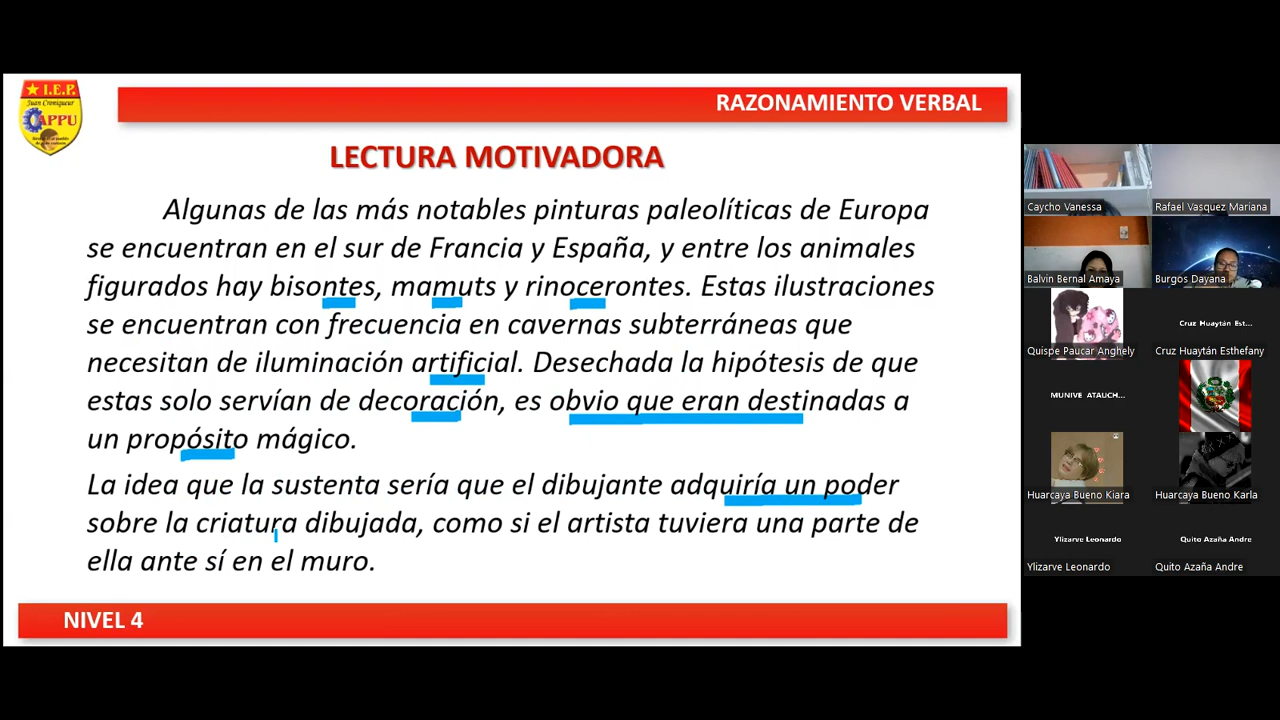 I.E.P.
Juan Croniqueur
CAPPU
RAZONAMIENTO VERBAL
LECTURA MOTIVADORA
Algunas de las más notables pinturas paleolíticas de Europa
se encuentran en el sur de Francia y España, y entre los animales
figurados hay bisontes, mamuts y rinocerontes. Estas ilustraciones
se encuentran con frecuencia en cavernas subterráneas que
necesitan de iluminación artificial. Desechada la hipótesis de que
estas solo servían de decoración, es obvio que eran destinadas a
un propósito mágico.
La idea que la sustenta sería que el dibujante adquiría un poder
sobre la criatura dibujada, como si el artista tuviera una parte de
ella ante sí en el muro.
NIVEL 4
Caycho Vanessa
Rafael Vasquez Mariana
Balvin Bernal Amaya
Burgos Dayana
Cruz Huaytán Est...
Quispe Paucar Anghely
Cruz Huaytán Esthefany
MUNIVE ATAUCH...
Huarcaya Bueno Kiara
Huarcaya Bueno Karla
Ylizarve Leonardo
Quito Azaña Andre
Ylizarve Leonardo
Quito Azaña Andre